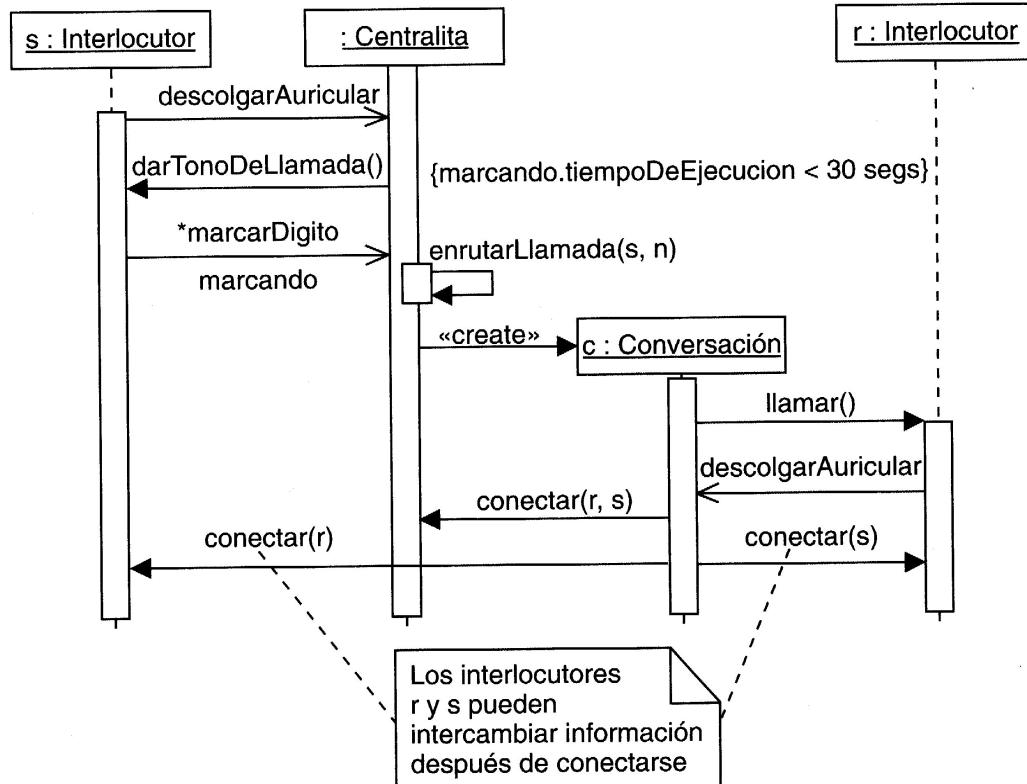 s : Interlocutor
: Centralita
r : Interlocutor
descolgarAuricular
darTonoDeLlamada()
{marcando.tiempoDeEjecucion < 30 segs}
*marcarDigito
marcando
enrutarLlamada(s, n)
«create»
c : Conversación
llamar()
descolgarAuricular
conectar(r, s)
conectar(r)
conectar(s)
Los interlocutores
r y s pueden
intercambiar información
después de conectarse